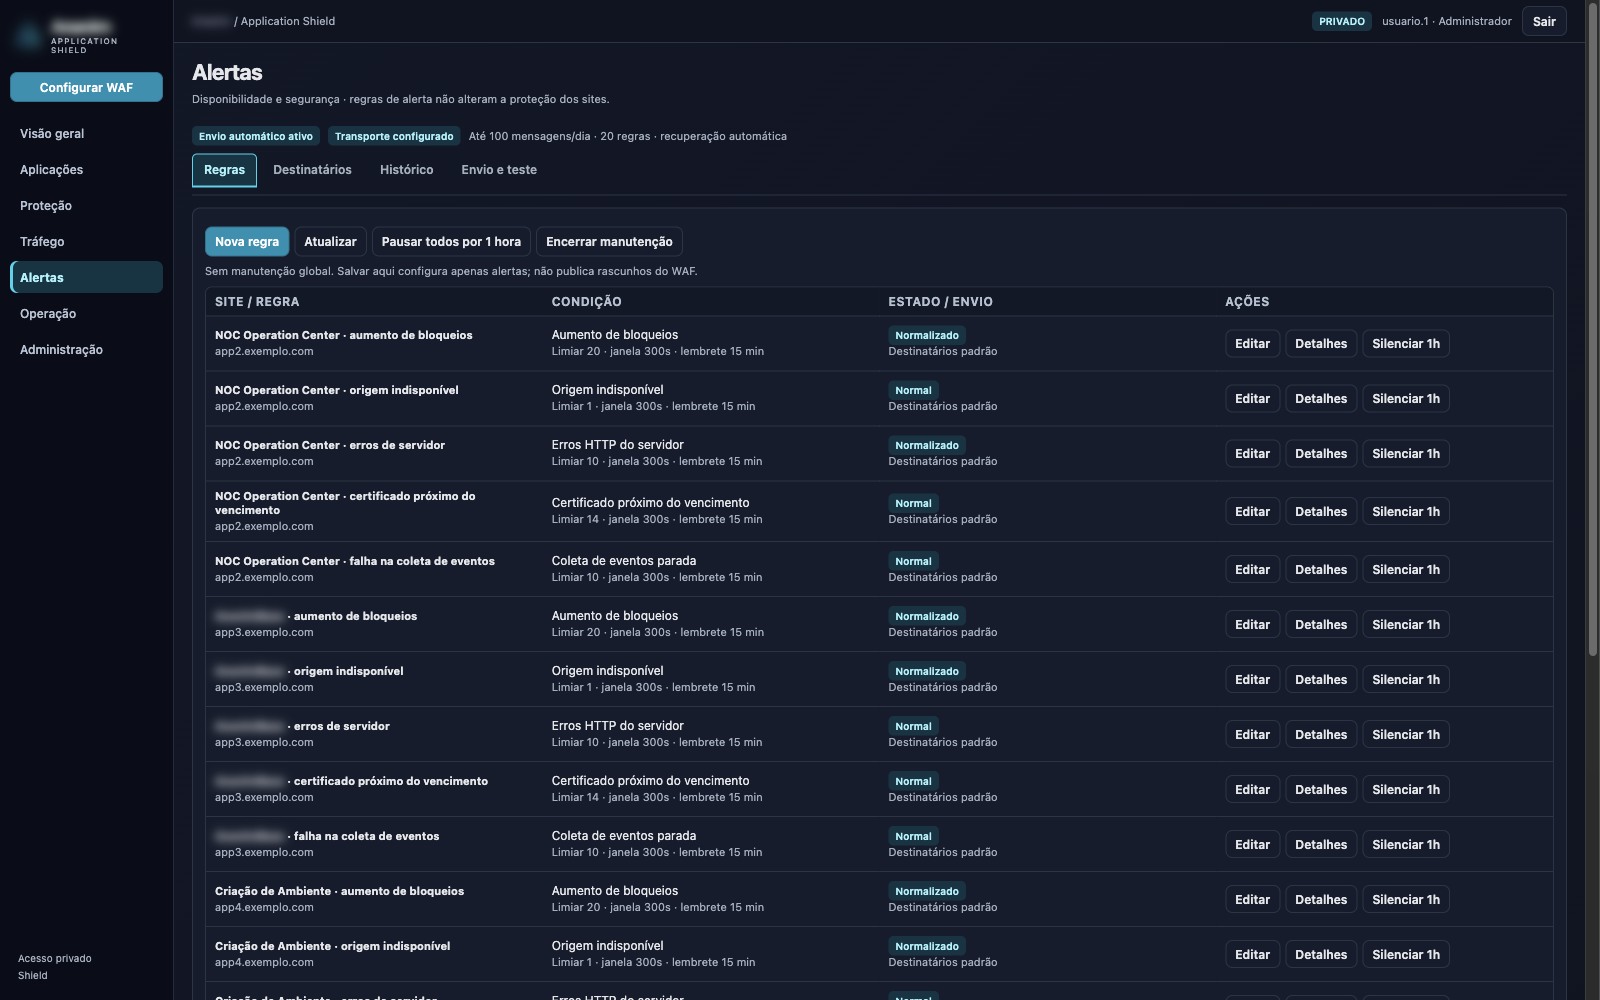 APPLICATION
SHIELD
Configurar WAF
Visão geral
Aplicações
Proteção
Tráfego
Alertas
Operação
Administração
Acesso privado
Shield
/ Application Shield
PRIVADO
usuario.1 · Administrador
Sair
Alertas
Disponibilidade e segurança · regras de alerta não alteram a proteção dos sites.
Envio automático ativo
Transporte configurado
Até 100 mensagens/dia · 20 regras · recuperação automática
Regras
Destinatários
Histórico
Envio e teste
Nova regra
Atualizar
Pausar todos por 1 hora
Encerrar manutenção
Sem manutenção global. Salvar aqui configura apenas alertas; não publica rascunhos do WAF.
SITE / REGRA
CONDIÇÃO
ESTADO / ENVIO
AÇÕES
NOC Operation Center · aumento de bloqueios
app2.exemplo.com
Aumento de bloqueios
Limiar 20 · janela 300s · lembrete 15 min
Normalizado
Destinatários padrão
Editar
Detalhes
Silenciar 1h
NOC Operation Center · origem indisponível
app2.exemplo.com
Origem indisponível
Limiar 1 · janela 300s · lembrete 15 min
Normal
Destinatários padrão
Editar
Detalhes
Silenciar 1h
NOC Operation Center · erros de servidor
app2.exemplo.com
Erros HTTP do servidor
Limiar 10 · janela 300s · lembrete 15 min
Normalizado
Destinatários padrão
Editar
Detalhes
Silenciar 1h
NOC Operation Center · certificado próximo do
vencimento
app2.exemplo.com
Certificado próximo do vencimento
Limiar 14 · janela 300s · lembrete 15 min
Normal
Destinatários padrão
Editar
Detalhes
Silenciar 1h
NOC Operation Center · falha na coleta de eventos
app2.exemplo.com
Coleta de eventos parada
Limiar 10 · janela 300s · lembrete 15 min
Normal
Destinatários padrão
Editar
Detalhes
Silenciar 1h
· aumento de bloqueios
app3.exemplo.com
Aumento de bloqueios
Limiar 20 · janela 300s · lembrete 15 min
Normalizado
Destinatários padrão
Editar
Detalhes
Silenciar 1h
· origem indisponível
app3.exemplo.com
Origem indisponível
Limiar 1 · janela 300s · lembrete 15 min
Normalizado
Destinatários padrão
Editar
Detalhes
Silenciar 1h
· erros de servidor
app3.exemplo.com
Erros HTTP do servidor
Limiar 10 · janela 300s · lembrete 15 min
Normal
Destinatários padrão
Editar
Detalhes
Silenciar 1h
· certificado próximo do vencimento
app3.exemplo.com
Certificado próximo do vencimento
Limiar 14 · janela 300s · lembrete 15 min
Normal
Destinatários padrão
Editar
Detalhes
Silenciar 1h
· falha na coleta de eventos
app3.exemplo.com
Coleta de eventos parada
Limiar 10 · janela 300s · lembrete 15 min
Normal
Destinatários padrão
Editar
Detalhes
Silenciar 1h
Criação de Ambiente · aumento de bloqueios
app4.exemplo.com
Aumento de bloqueios
Limiar 20 · janela 300s · lembrete 15 min
Normalizado
Destinatários padrão
Editar
Detalhes
Silenciar 1h
Criação de Ambiente · origem indisponível
app4.exemplo.com
Origem indisponível
Limiar 1 · janela 300s · lembrete 15 min
Normalizado
Destinatários padrão
Editar
Detalhes
Silenciar 1h
Criação de Ambiente · erros de servidor
Erros HTTP do servidor
Normal